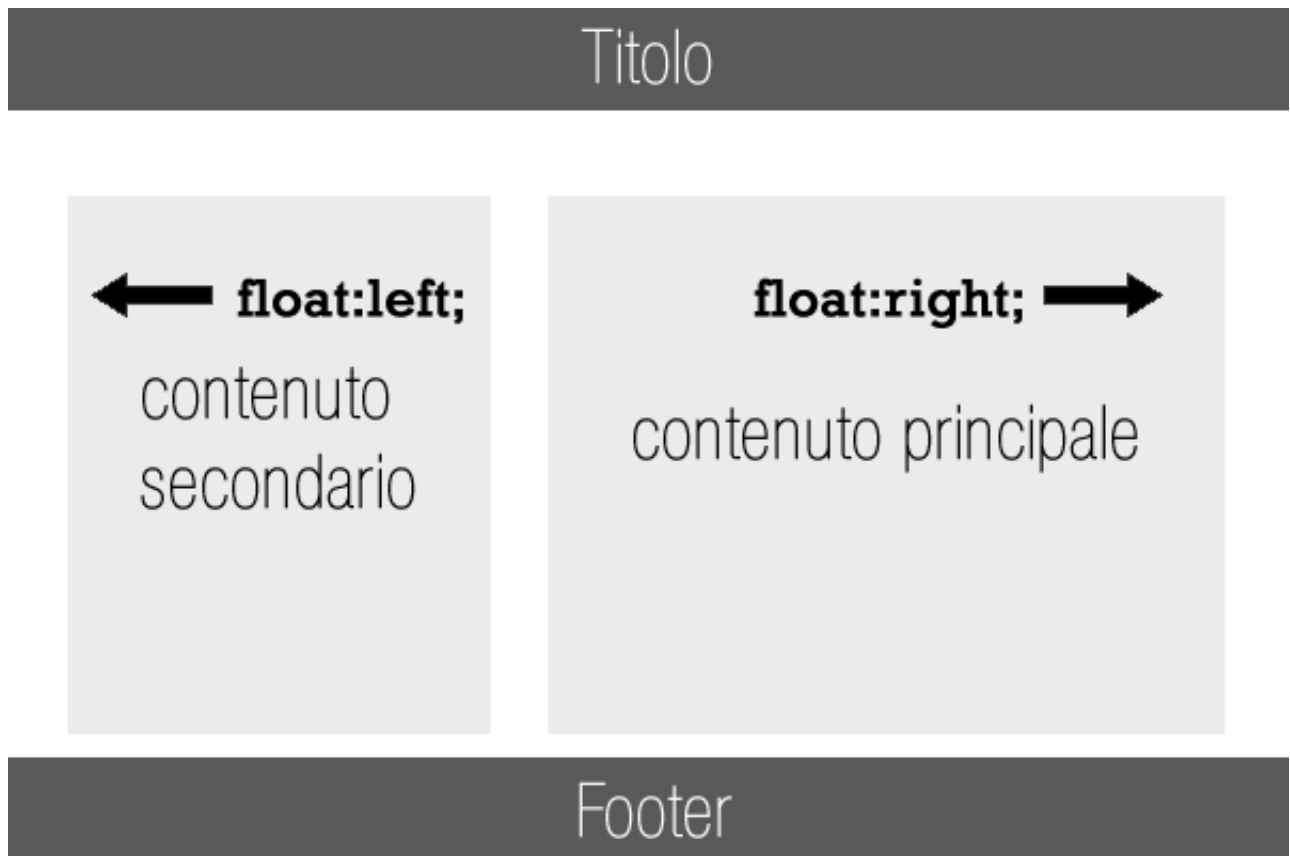 Titolo
float:left;
contenuto
secondario
float:right;
contenuto principale
Footer